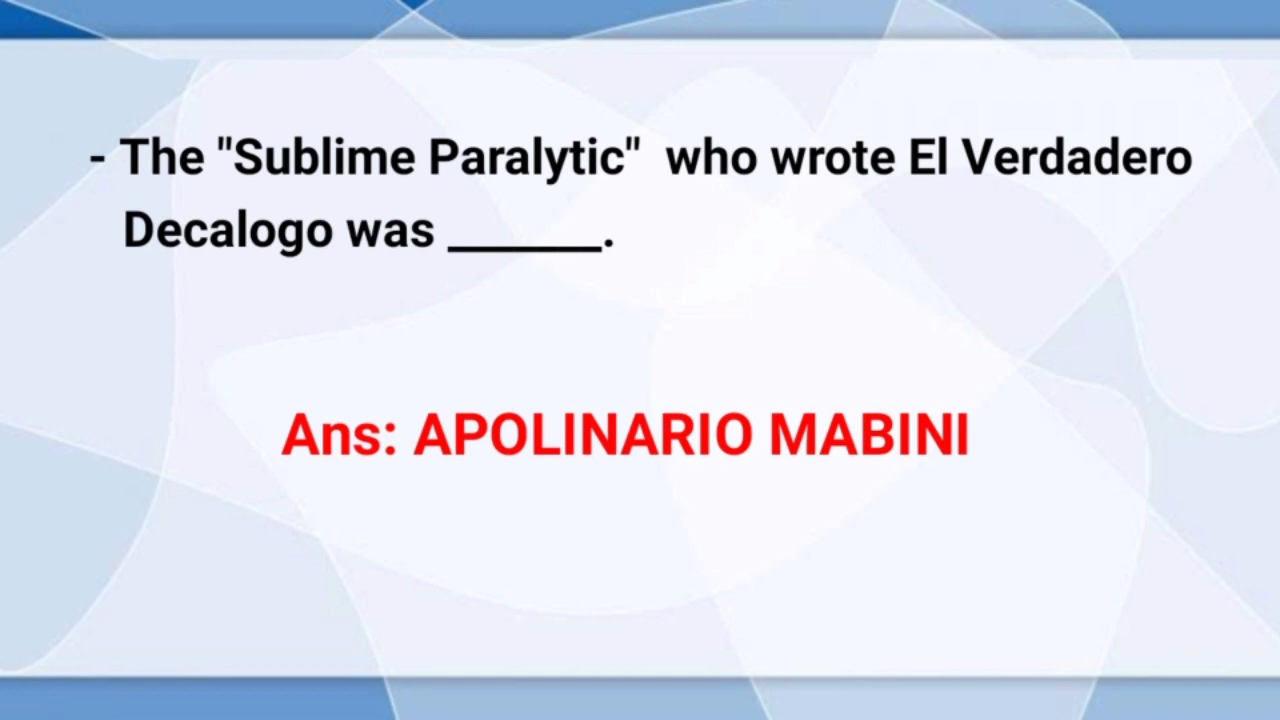 - The "Sublime Paralytic"  who wrote El Verdadero
Decalogo was ______.
Ans: APOLINARIO MABINI